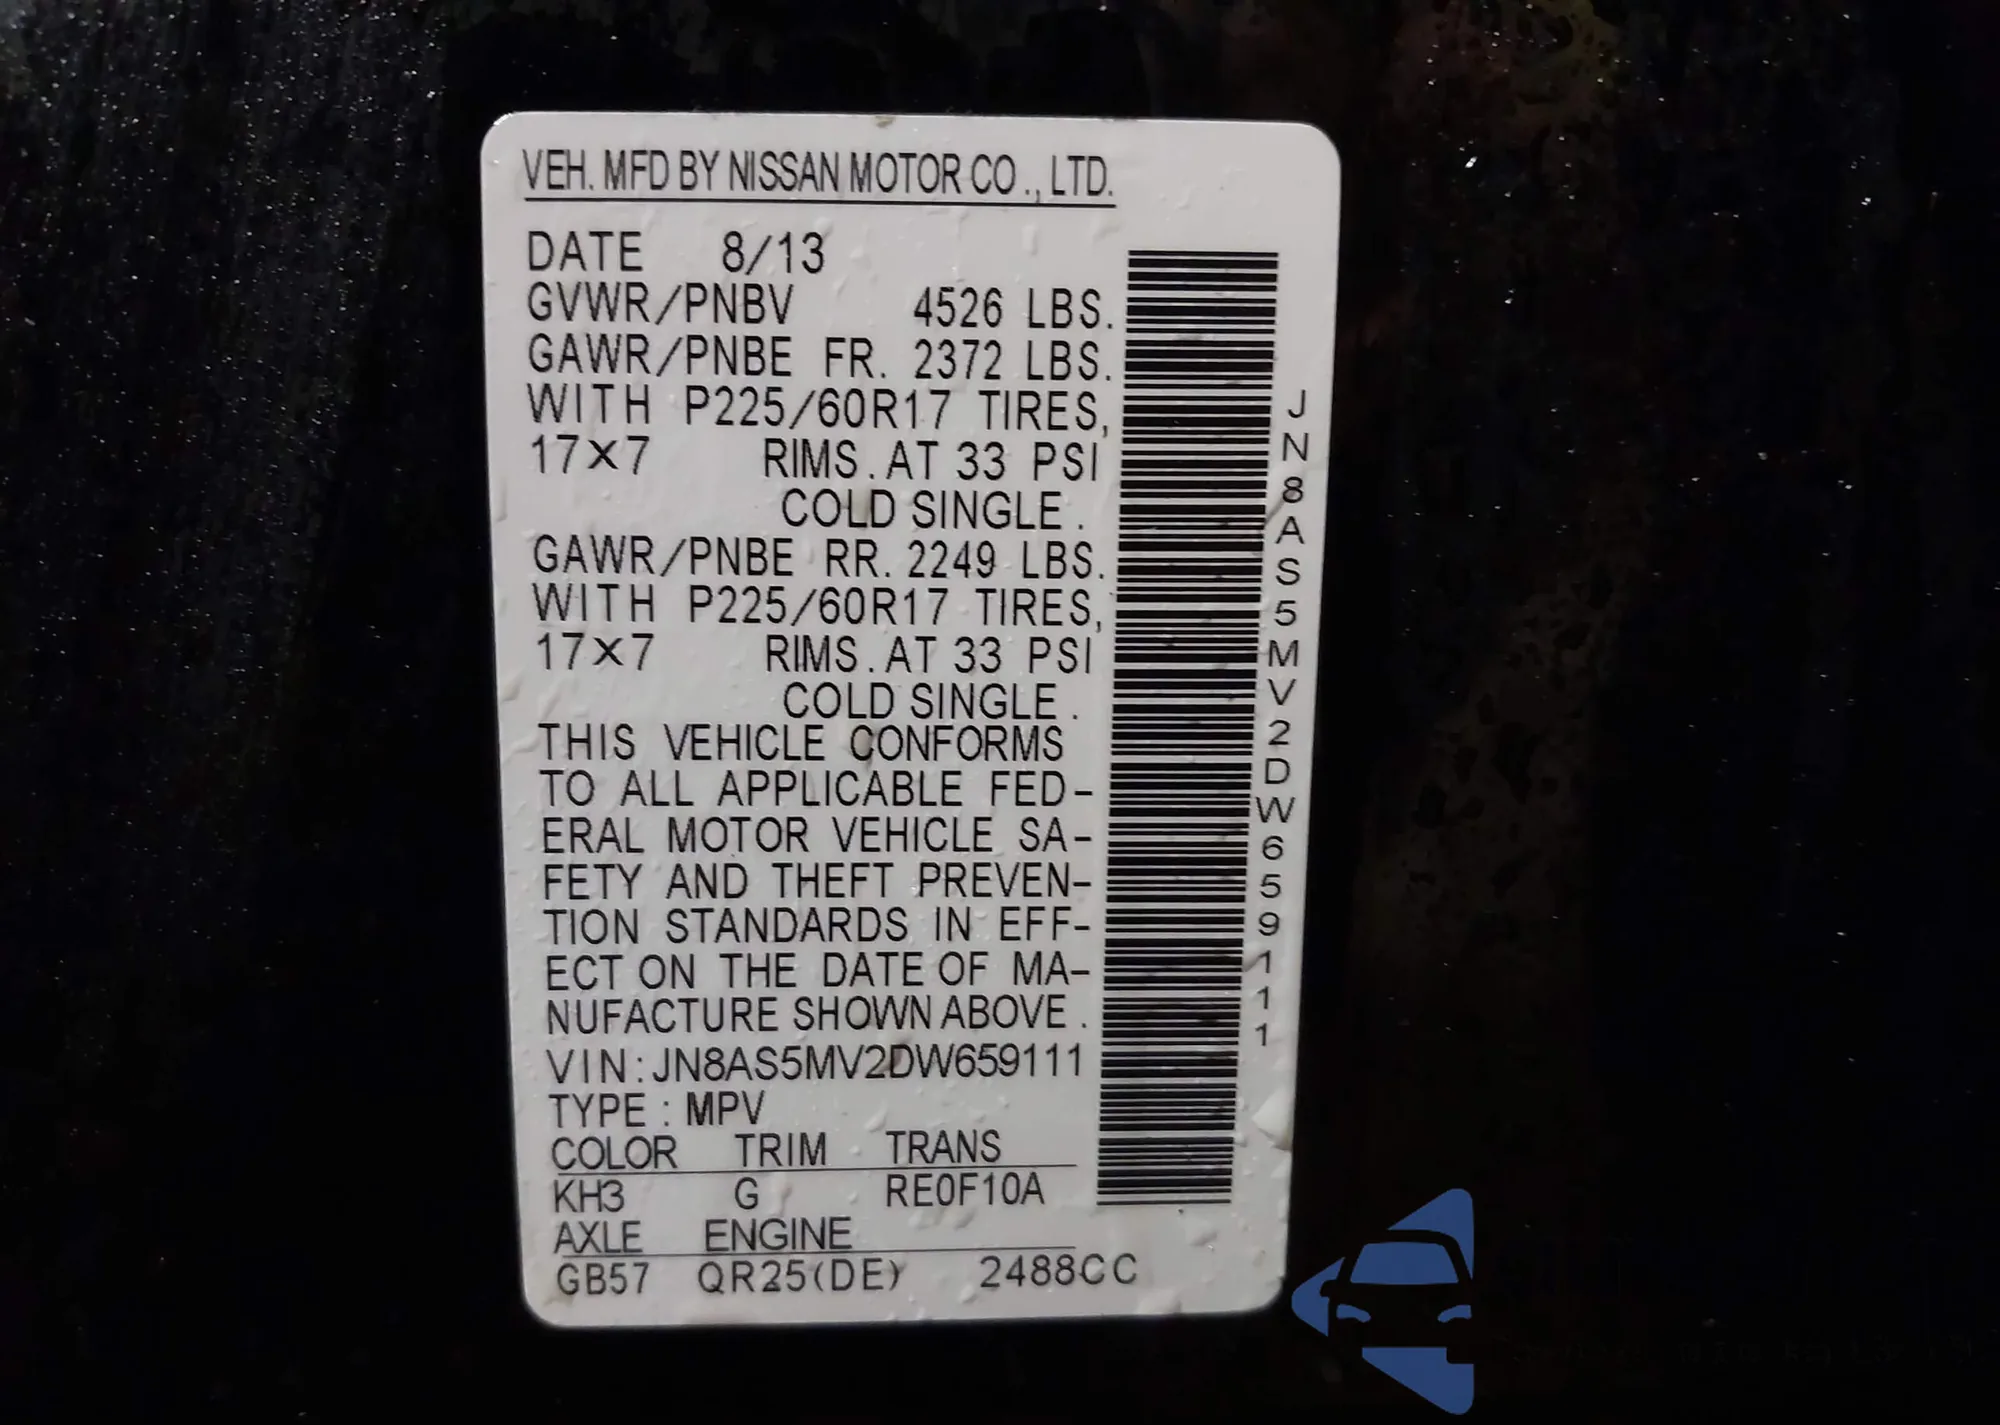 VEH. MFD BY NISSAN MOTOR CO., LTD.
DATE 8/13
GVWR/PNBV 4526 LBS.
GAWR/PNBE FR. 2372 LBS.
WITH P225/60R17 TIRES,
17×7 RIMS. AT 33 PSI
COLD SINGLE.
GAWR/PNBE RR. 2249 LBS.
WITH P225/60R17 TIRES,
17×7 RIMS. AT 33 PSI
COLD SINGLE.
THIS VEHICLE CONFORMS
TO ALL APPLICABLE FED-
ERAL MOTOR VEHICLE SA-
FETY AND THEFT PREVEN-
TION STANDARDS IN EFF-
ECT ON THE DATE OF MA-
NUFACTURE SHOWN ABOVE.
VIN:JN8AS5MV2DW659111
TYPE: MPV
COLOR TRIM TRANS
KH3 G RE0F10A
AXLE ENGINE
GB57 QR25(DE) 2488CC
JN8AS5MV2DW659111